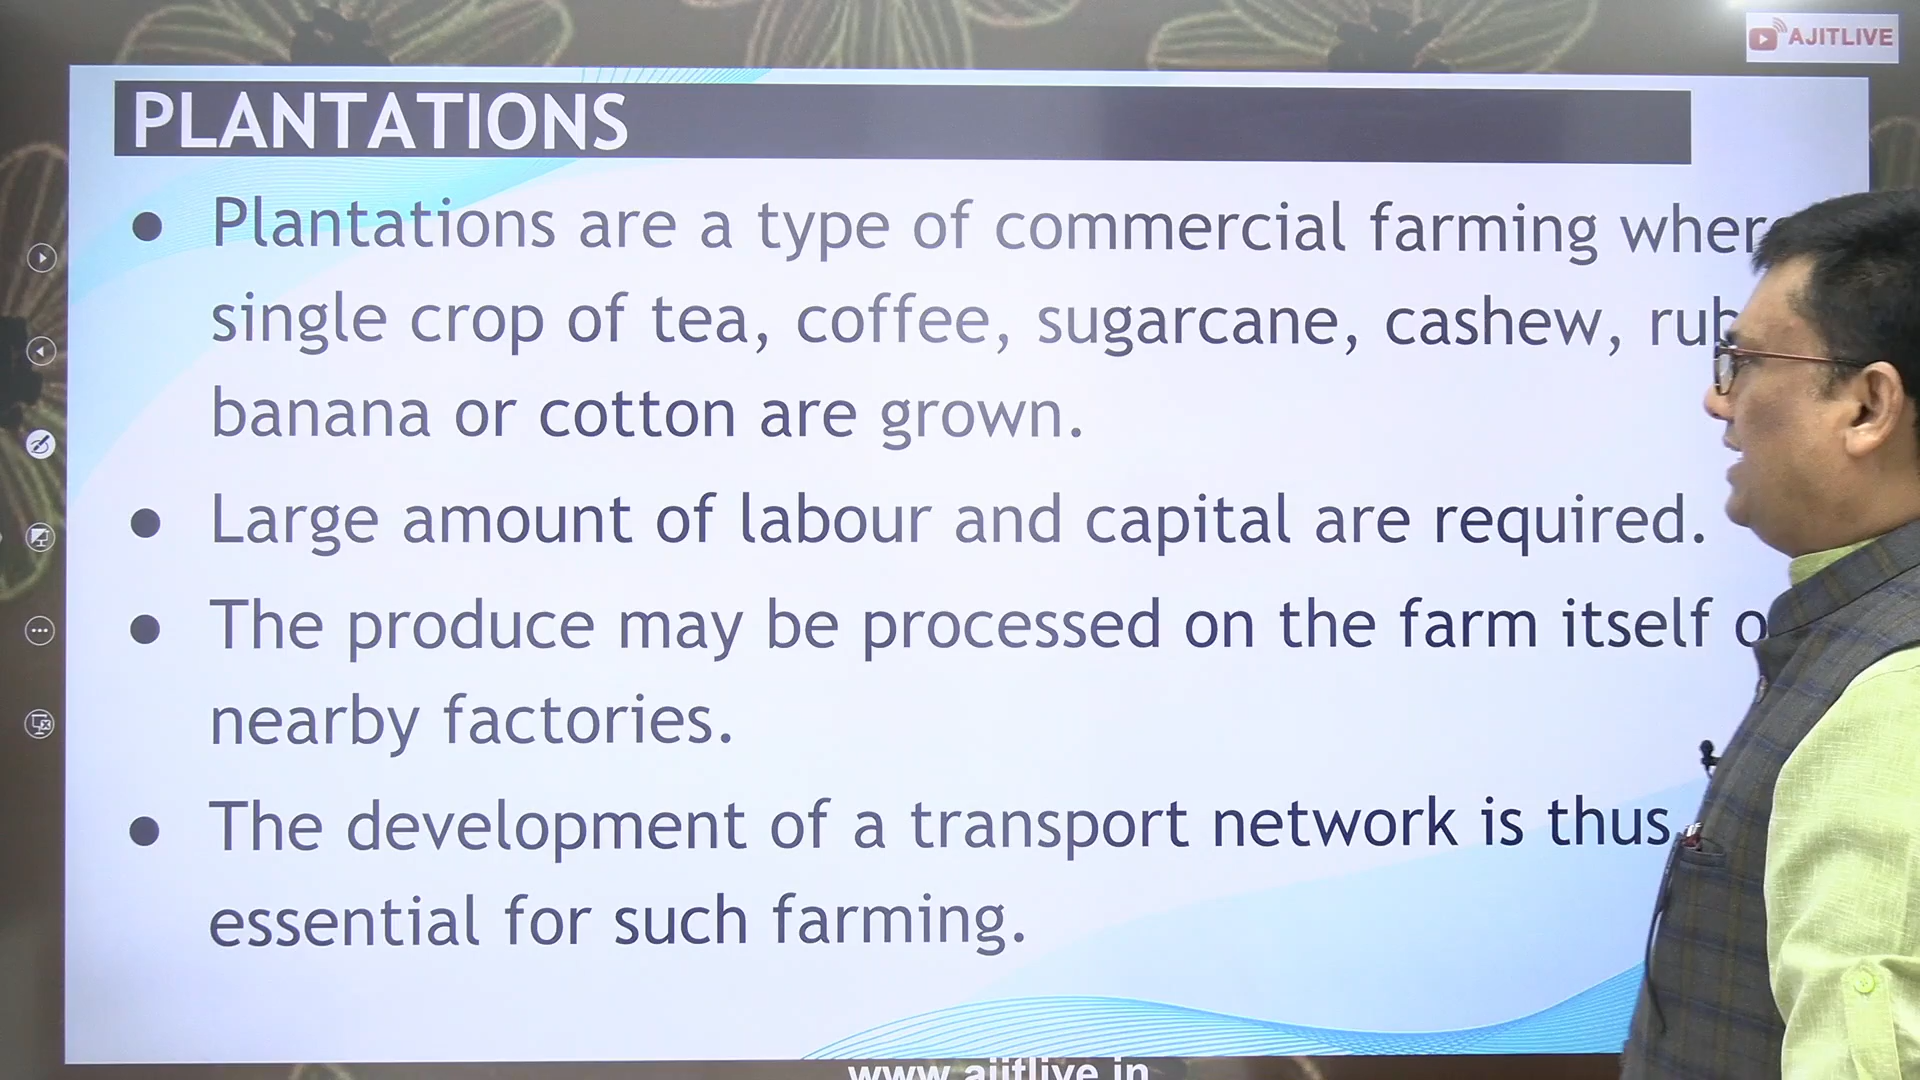 AJITLIVE
PLANTATIONS
● Plantations are a type of commercial farming where
single crop of tea, coffee, sugarcane, cashew,
banana or cotton are grown.
● Large amount of labour and capital are required.
● The produce may be processed on the farm itself
nearby factories.
● The development of a transport network is thus
essential for such farming.
www.ajitlive.in